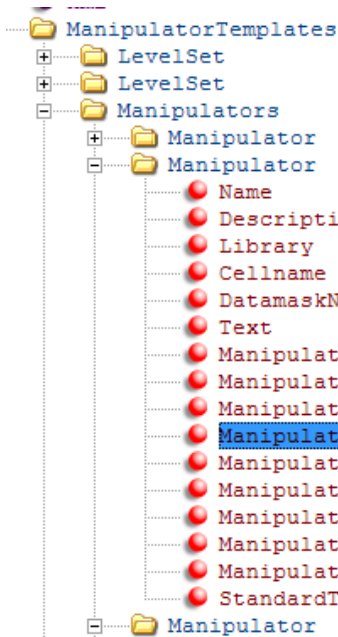 ManipulatorTemplates
LevelSet
LevelSet
Manipulators
Manipulator
Manipulator
Name
Descripti
Library
Cellname
DatamaskN
Text
Manipulat
Manipulat
Manipulat
Manipulat
Manipulat
Manipulat
Manipulat
Manipulat
Manipulat
StandardT
Manipulator